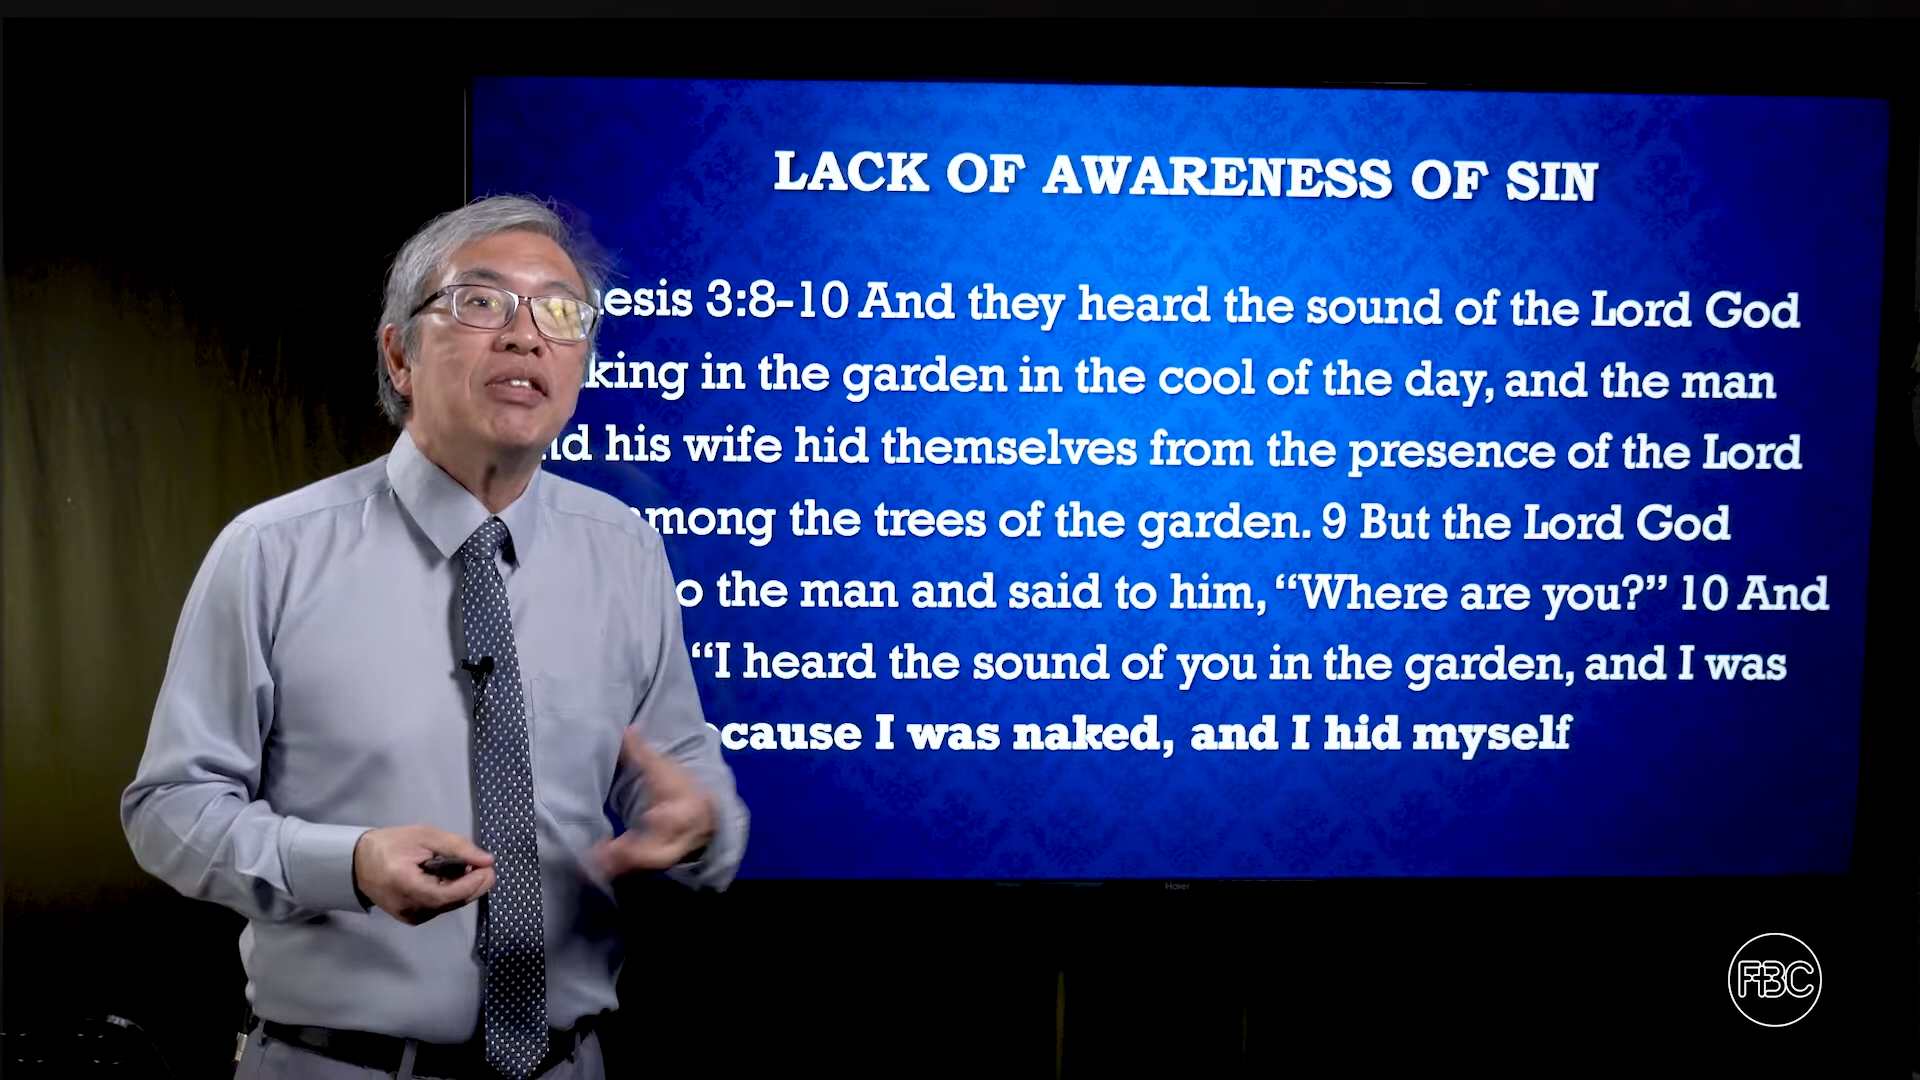 LACK OF AWARENESS OF SIN
3:8-10 And they heard the sound of the Lord God
in the garden in the cool of the day, and the man
his wife hid themselves from the presence of the Lord
the trees of the garden. 9 But the Lord God
the man and said to him, “Where are you?” 10 And
“I heard the sound of you in the garden, and I was
I was naked, and I hid myself
Haier
FBC